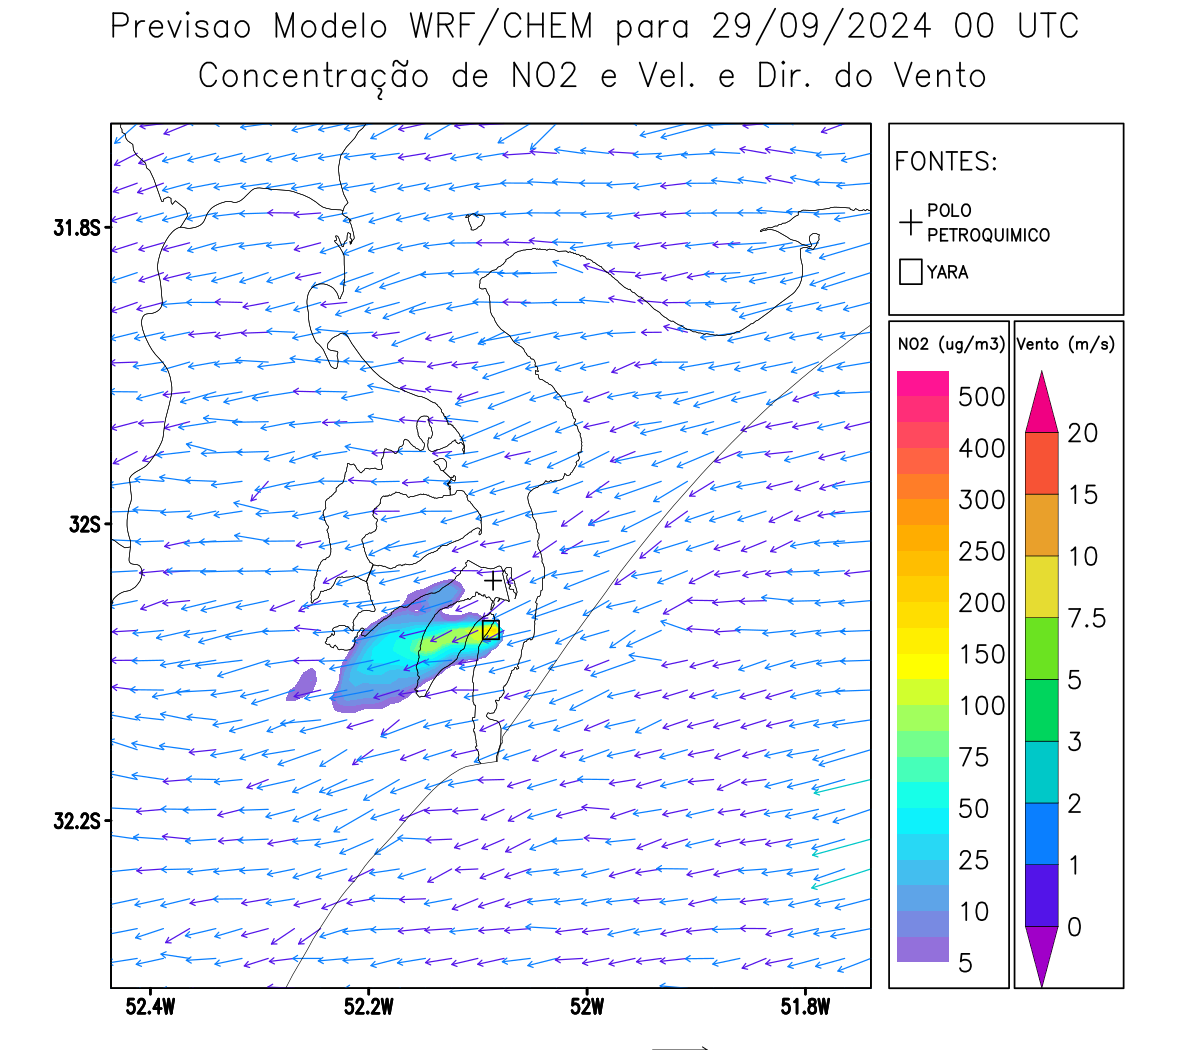 Previsao Modelo WRF/CHEM para 29/09/2024 00 UTC
Concentração de NO2 e Vel. e Dir. do Vento
FONTES:
POLO
PETROQUIMICO
YARA
NO2 (ug/m3)
500
400
300
250
200
150
100
75
50
25
10
5
Vento (m/s)
20
15
10
7.5
5
3
2
1
0
31.8S
32S
32.2S
52.4W
52.2W
52W
51.8W